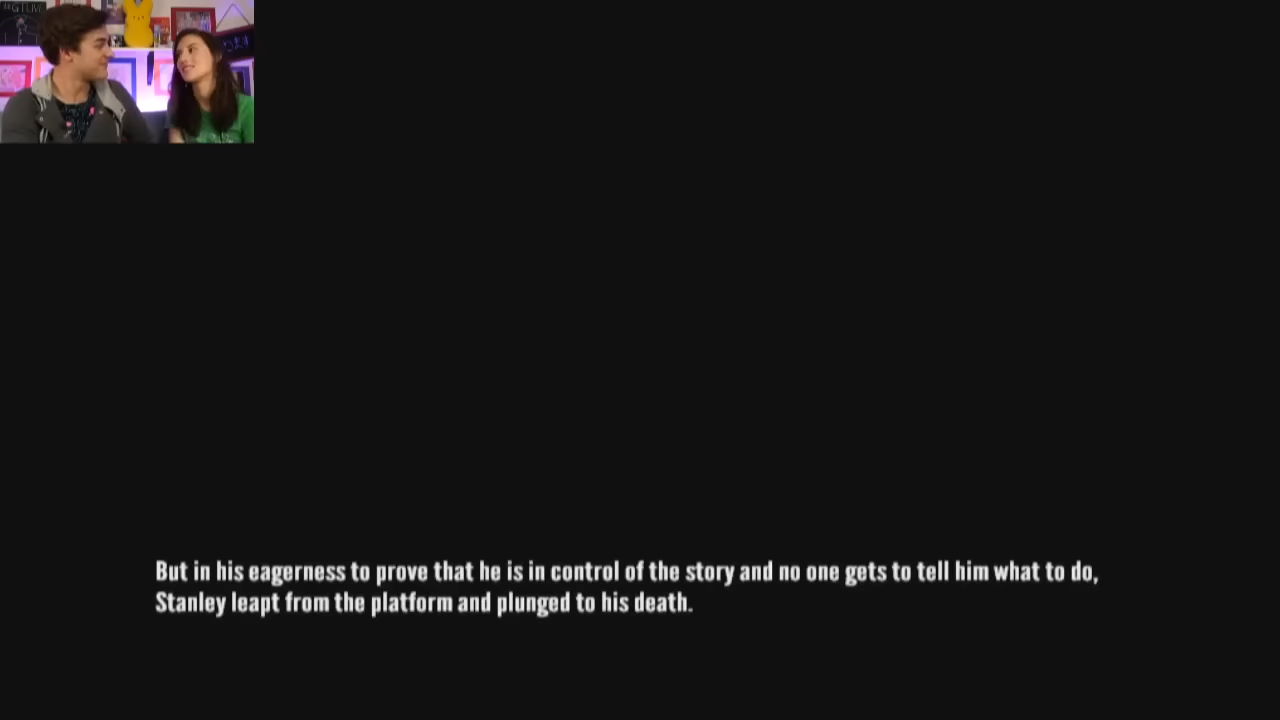 GTLIVE
But in his eagerness to prove that he is in control of the story and no one gets to tell him what to do,
Stanley leapt from the platform and plunged to his death.